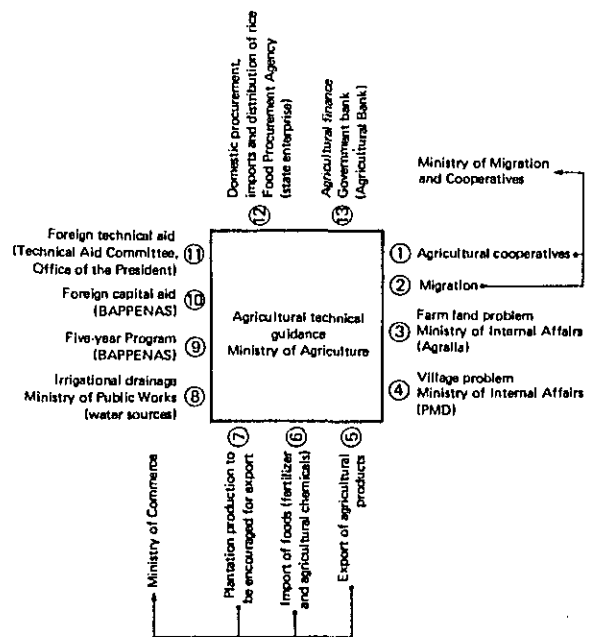 Domestic procurement,
imports and distribution of rice
Food Procurement Agency
(state enterprise)
⑫
Agricultural finance
Government bank
(Agricultural Bank)
⑬
Ministry of Migration
and Cooperatives
Foreign technical aid
(Technical Aid Committee,
Office of the President)
⑪
Foreign capital aid
(BAPPENAS)
⑩
Five-year Program
(BAPPENAS)
⑨
Irrigational drainage
Ministry of Public Works
(water sources)
⑧
Agricultural technical
guidance
Ministry of Agriculture
① Agricultural cooperatives
② Migration
③ Farm land problem
Ministry of Internal Affairs
(Agralia)
④ Village problem
Ministry of Internal Affairs
(PMD)
Ministry of Commerce
⑦
Plantation production to
be encouraged for export
⑥
Import of foods (fertilizer
and agricultural chemicals)
⑤
Export of agricultural
products